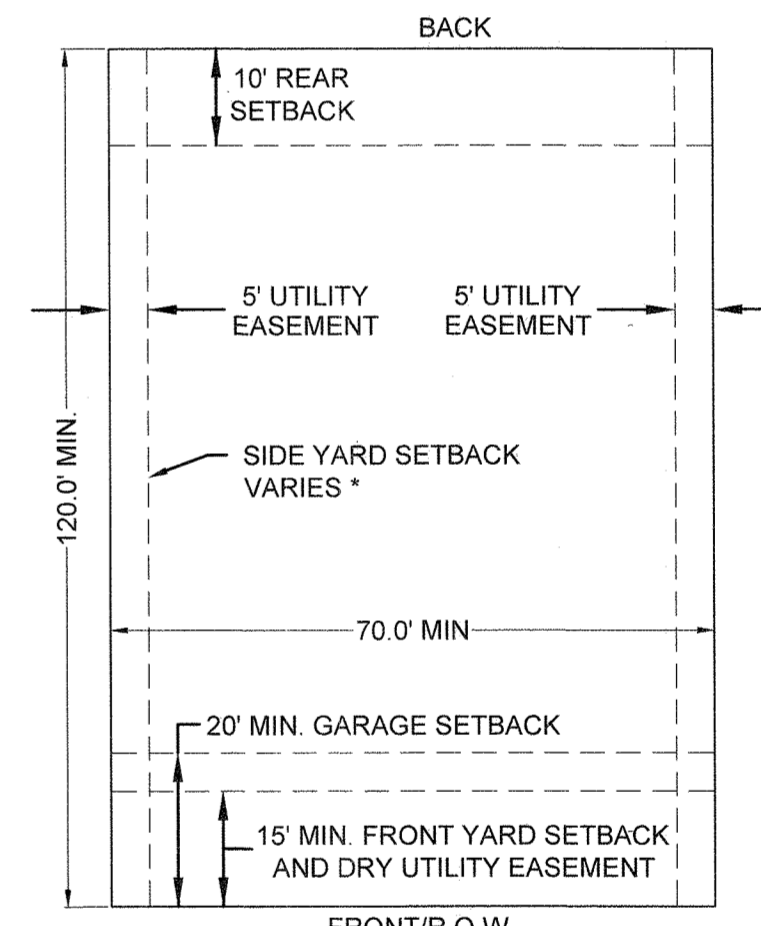 BACK
10' REAR
SETBACK
5' UTILITY
EASEMENT
5' UTILITY
EASEMENT
120.0' MIN.
SIDE YARD SETBACK
VARIES *
70.0' MIN
20' MIN. GARAGE SETBACK
15' MIN. FRONT YARD SETBACK
AND DRY UTILITY EASEMENT
FRONT/R.O.W.